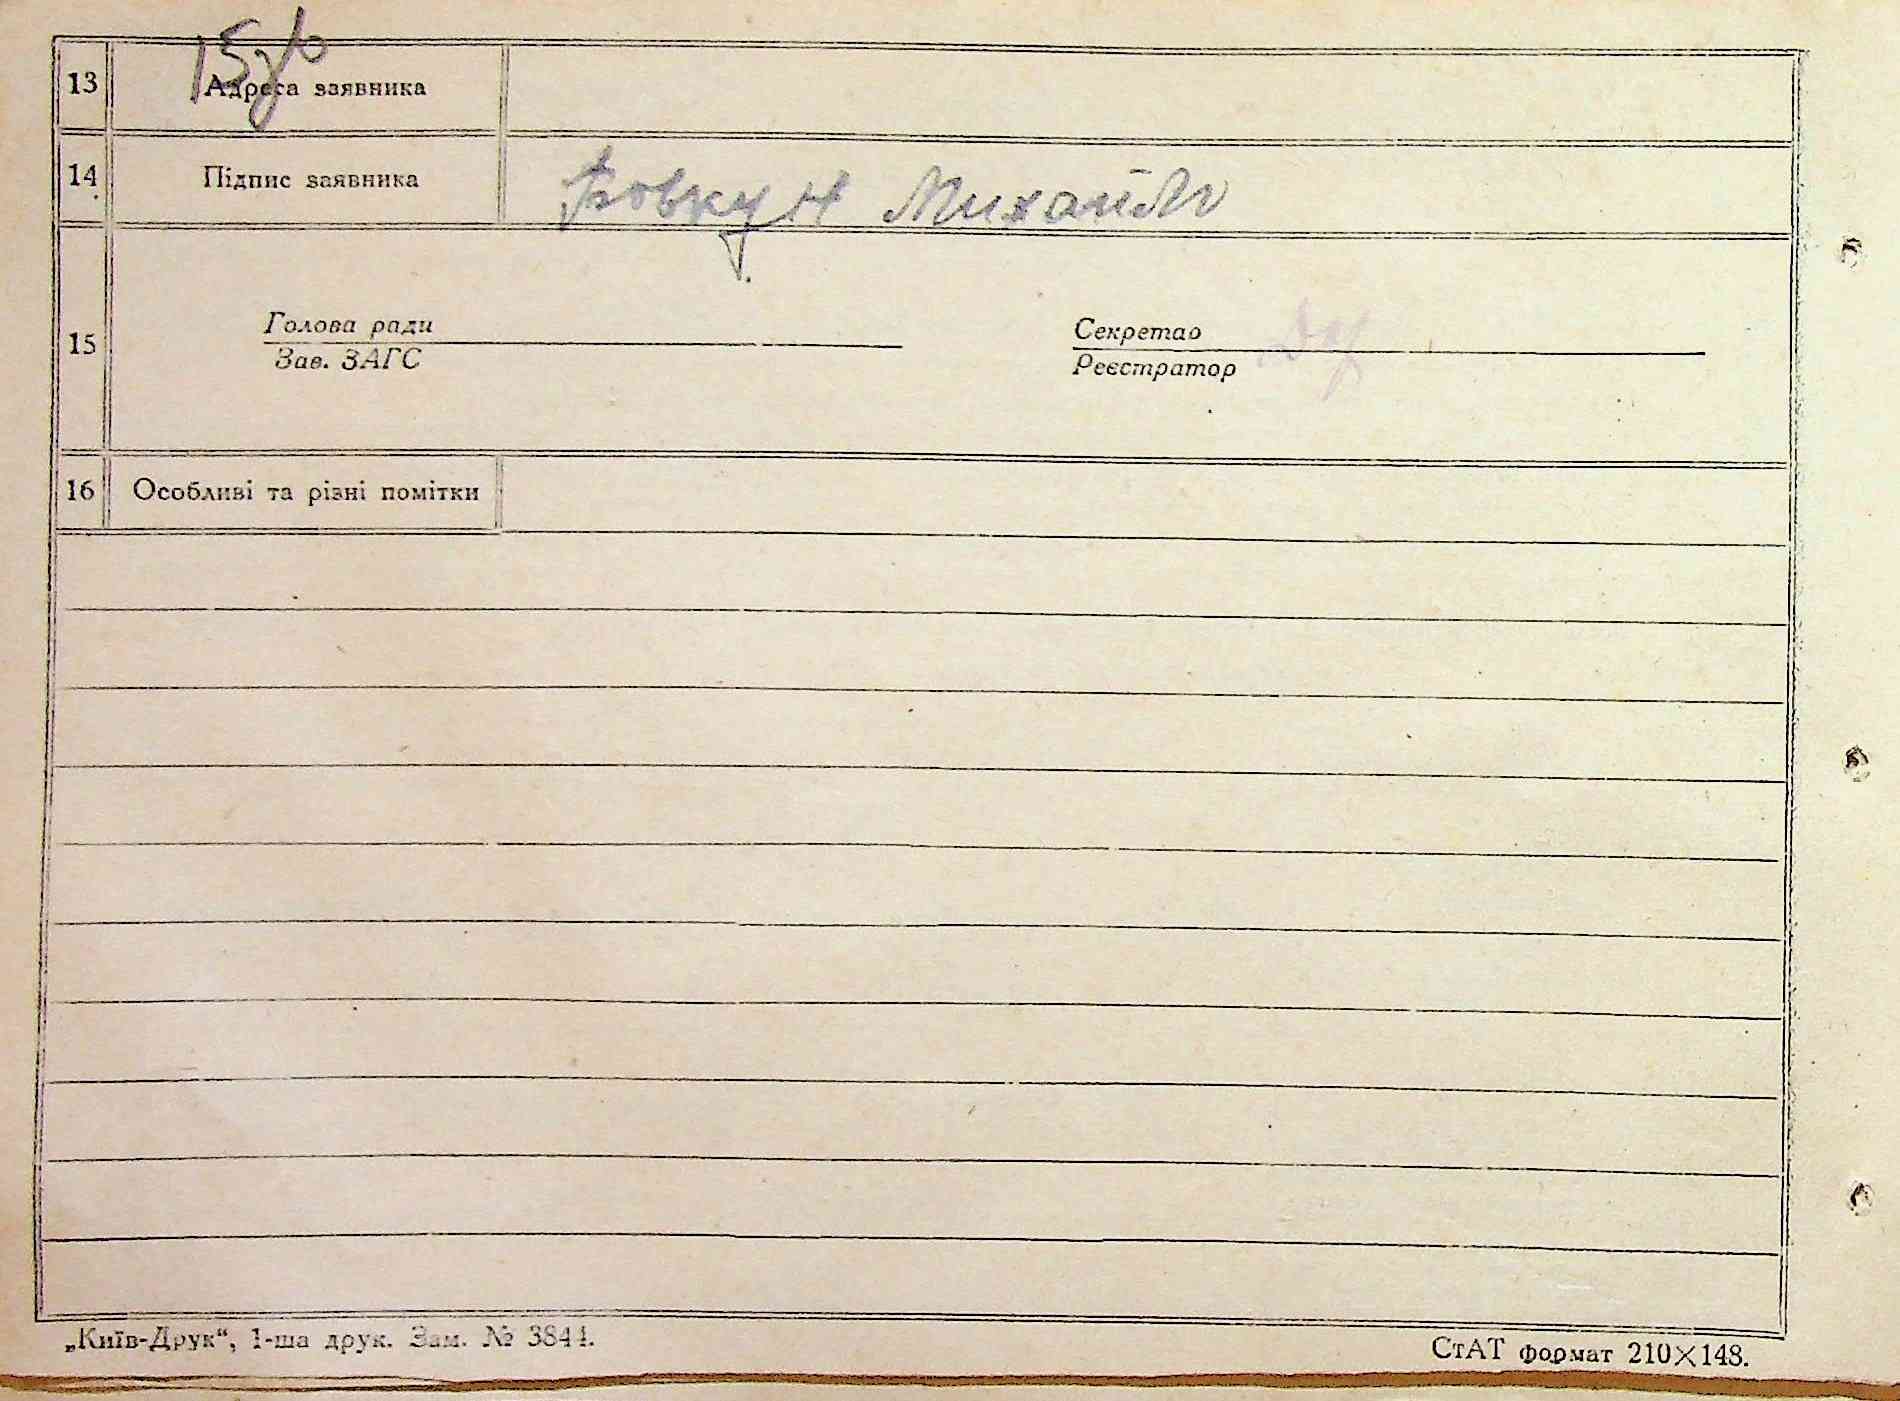 13 Адреса заявника
14 Підпис заявника Вовкун Михайло
15 Голова ради Секретар
Зав. ЗАГС Реєстратор
16 Особливі та різні помітки
„Київ-Друк“, 1-ша друк. Зам. № 3844. СтАТ формат 210×148.